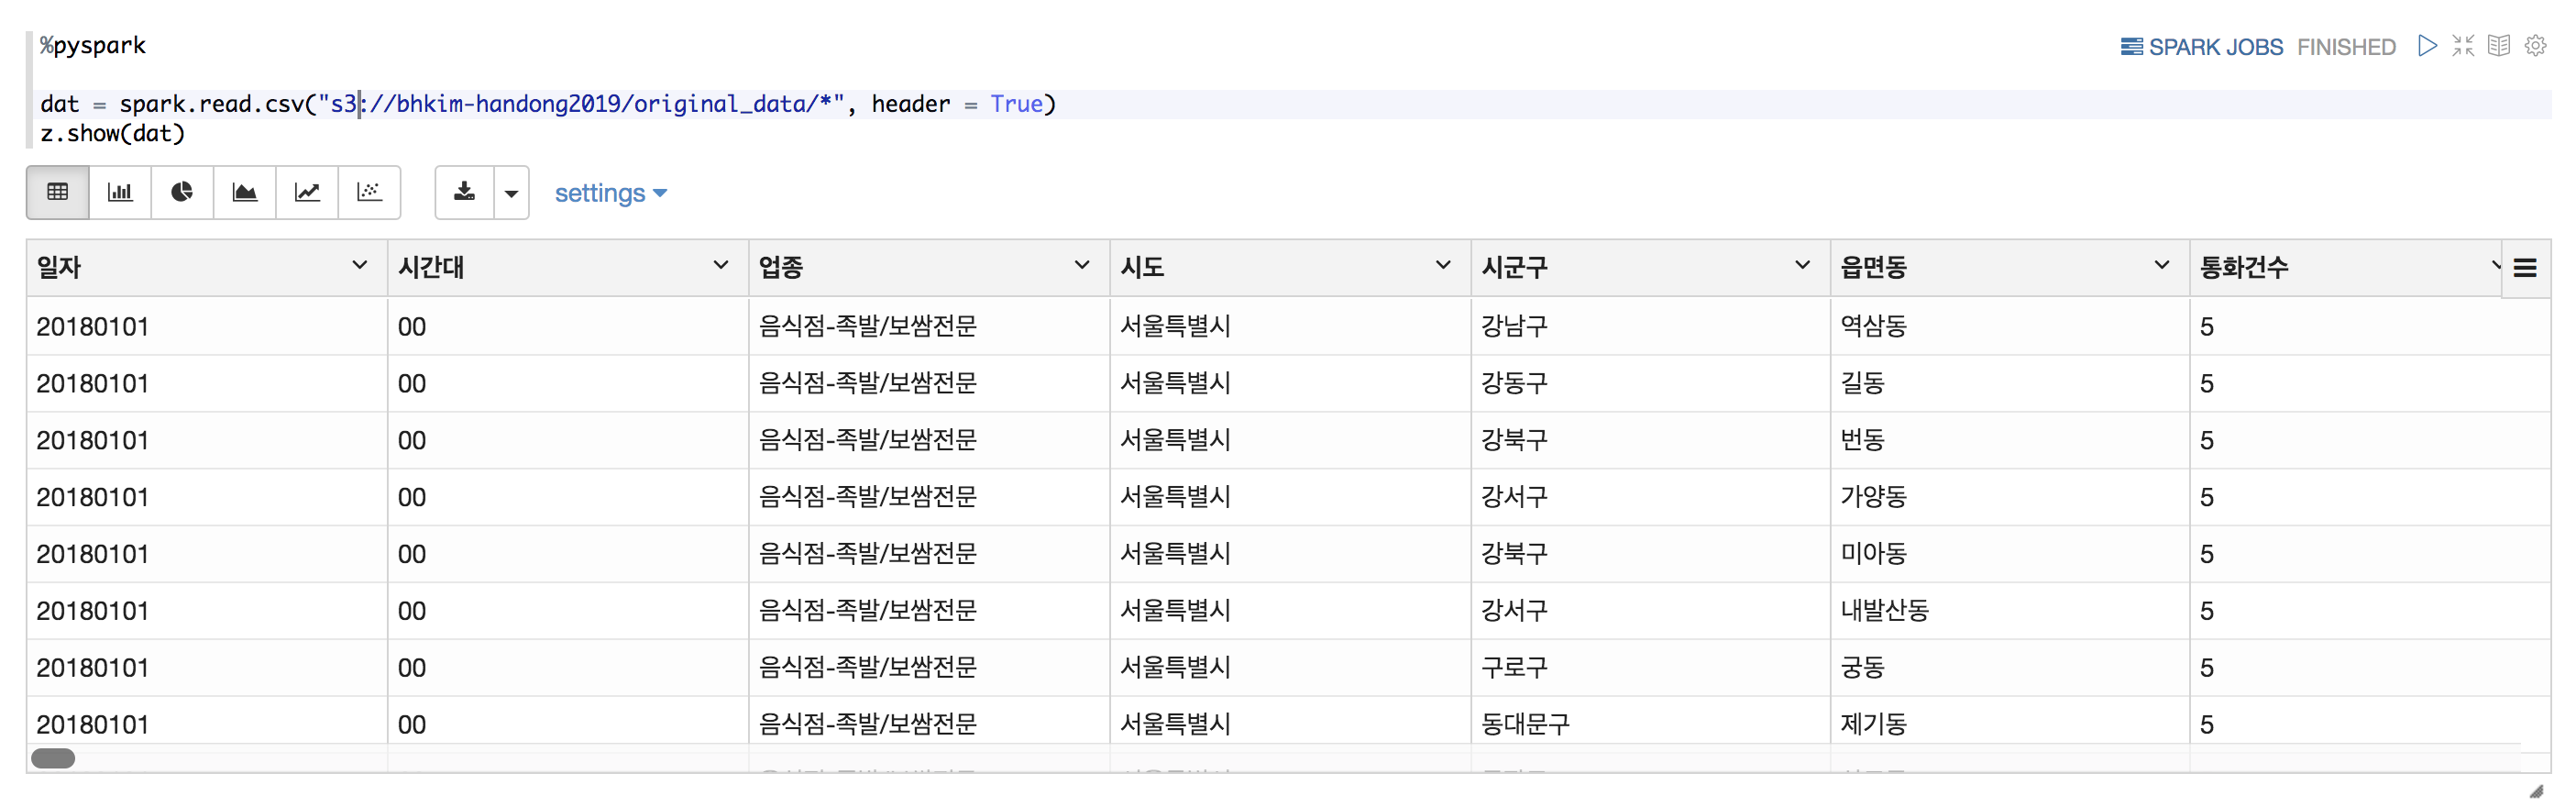 %pyspark
SPARK JOBS FINISHED
dat = spark.read.csv("s3://bhkim-handong2019/original_data/*", header = True)
z.show(dat)
settings
일자 시간대 업종 시도 시군구 읍면동 통화건수
20180101 00 음식점-족발/보쌈전문 서울특별시 강남구 역삼동 5
20180101 00 음식점-족발/보쌈전문 서울특별시 강동구 길동 5
20180101 00 음식점-족발/보쌈전문 서울특별시 강북구 번동 5
20180101 00 음식점-족발/보쌈전문 서울특별시 강서구 가양동 5
20180101 00 음식점-족발/보쌈전문 서울특별시 강북구 미아동 5
20180101 00 음식점-족발/보쌈전문 서울특별시 강서구 내발산동 5
20180101 00 음식점-족발/보쌈전문 서울특별시 구로구 궁동 5
20180101 00 음식점-족발/보쌈전문 서울특별시 동대문구 제기동 5